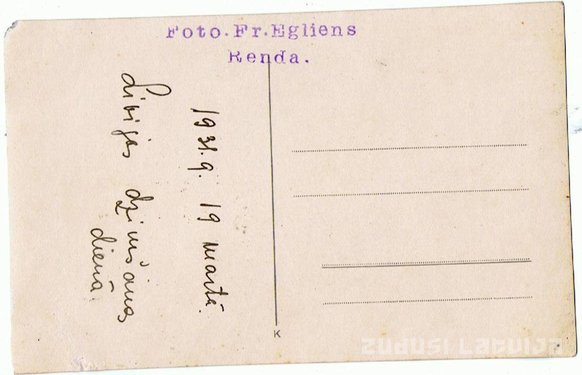 Foto. Fr. Egliens
Renda.
1931.g. 19 martā.
Līvijas dzimšanas
dienā.
K
zudusi Latvija